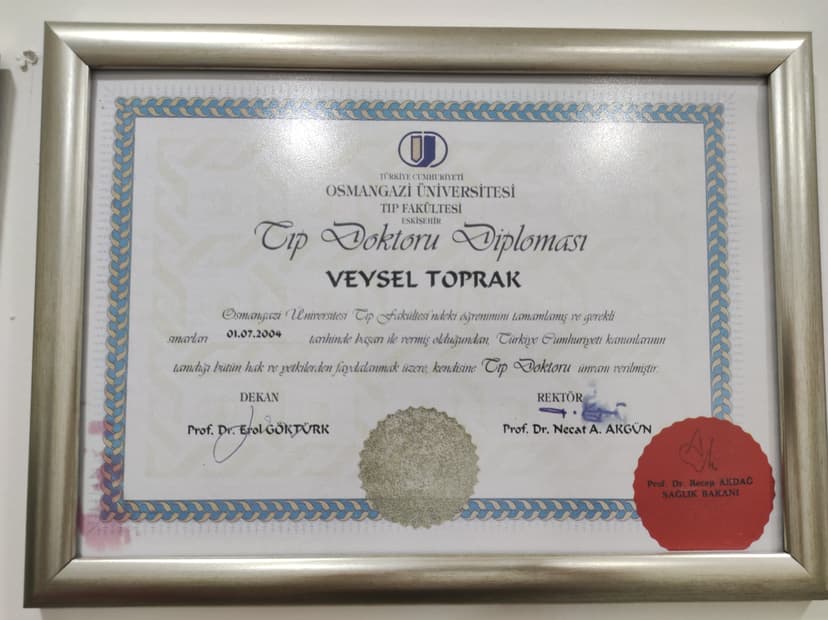 TÜRKİYE CUMHURİYETİ
OSMANGAZİ ÜNİVERSİTESİ
TIP FAKÜLTESİ
ESKİŞEHİR
Tıp Doktoru Diploması
VEYSEL TOPRAK
Osmangazi Üniversitesi Tıp Fakültesi'ndeki öğrenimini tamamlamış ve gerekli
sınavları 01.07.2004 tarihinde başarı ile vermiş olduğundan, Türkiye Cumhuriyeti kanunlarının
tanıdığı bütün hak ve yetkilerden faydalanmak üzere, kendisine Tıp Doktoru unvanı verilmiştir.
DEKAN REKTÖR
Prof. Dr. Erol GÖKTÜRK Prof. Dr. Necat A. AKGÜN
Prof. Dr. Recep AKDAĞ
SAĞLIK BAKANI